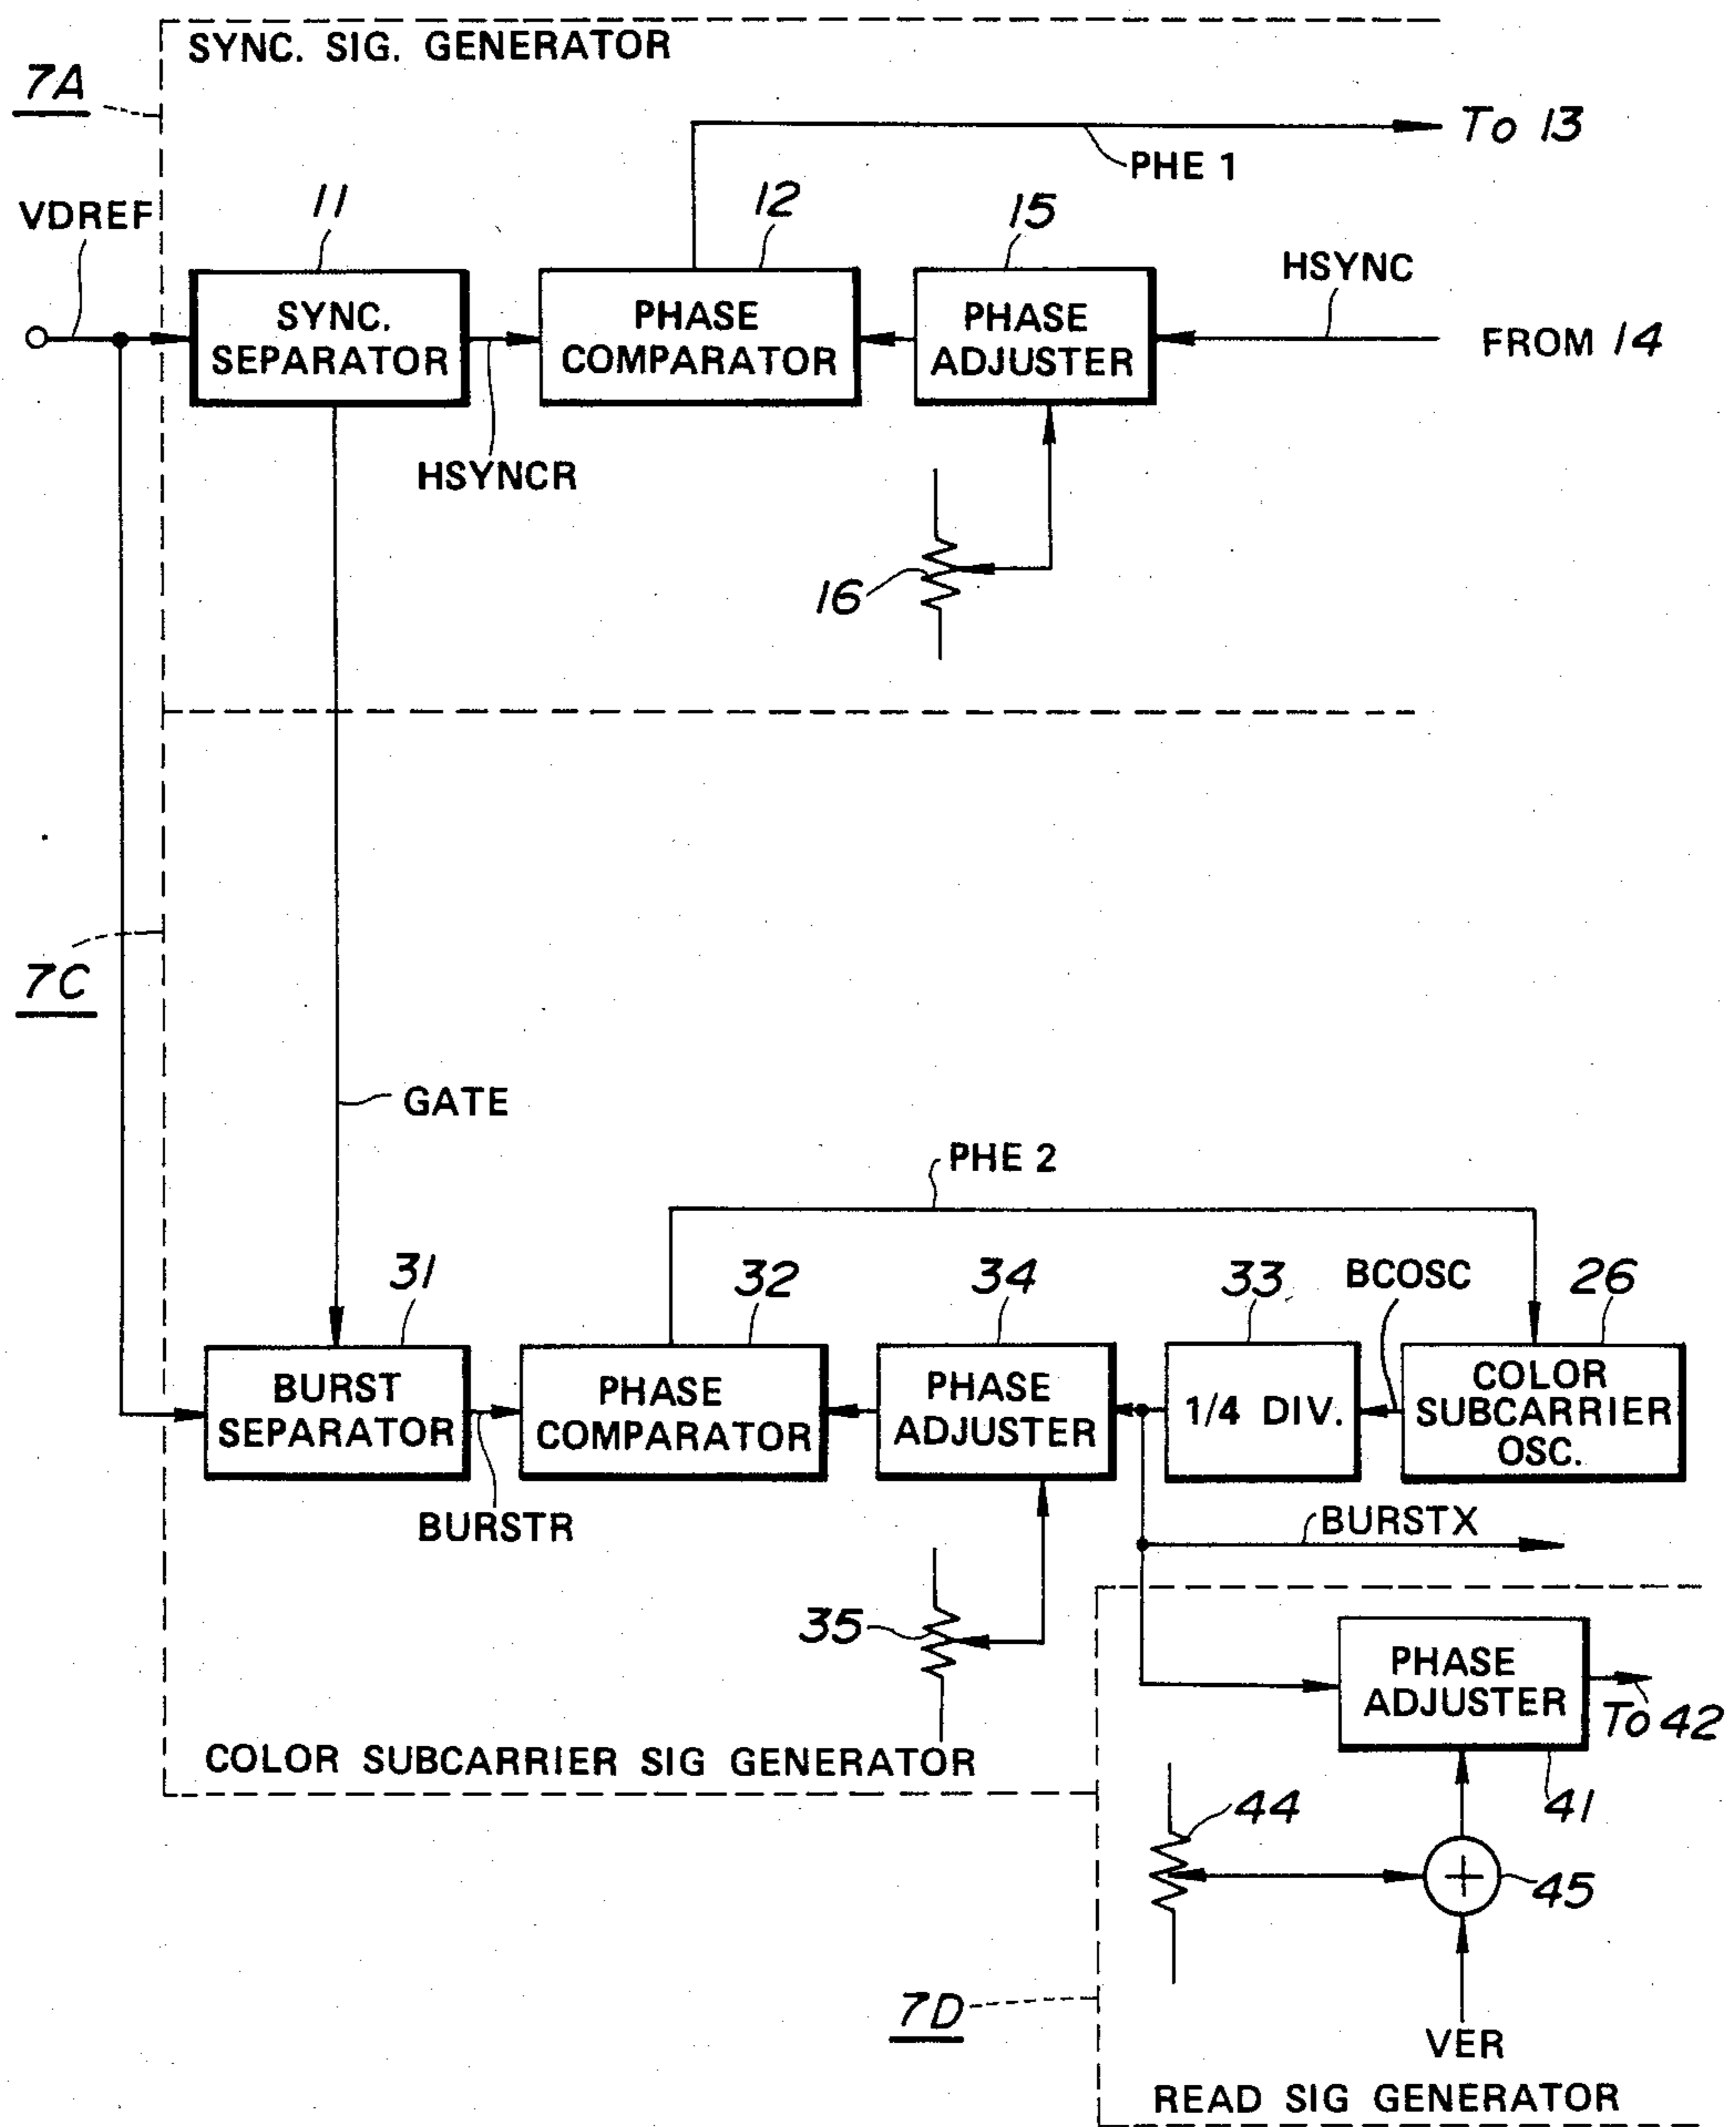 SYNC. SIG. GENERATOR
7A
To 13
PHE 1
VDREF
11
12
15
HSYNC
SYNC.
SEPARATOR
PHASE
COMPARATOR
PHASE
ADJUSTER
FROM 14
HSYNCR
16
7C
GATE
PHE 2
31
32
34
33
BCOSC
26
BURST
SEPARATOR
PHASE
COMPARATOR
PHASE
ADJUSTER
1/4 DIV.
COLOR
SUBCARRIER
OSC.
BURSTR
BURSTX
35
PHASE
ADJUSTER
To 42
COLOR SUBCARRIER SIG GENERATOR
41
44
45
7D
VER
READ SIG GENERATOR